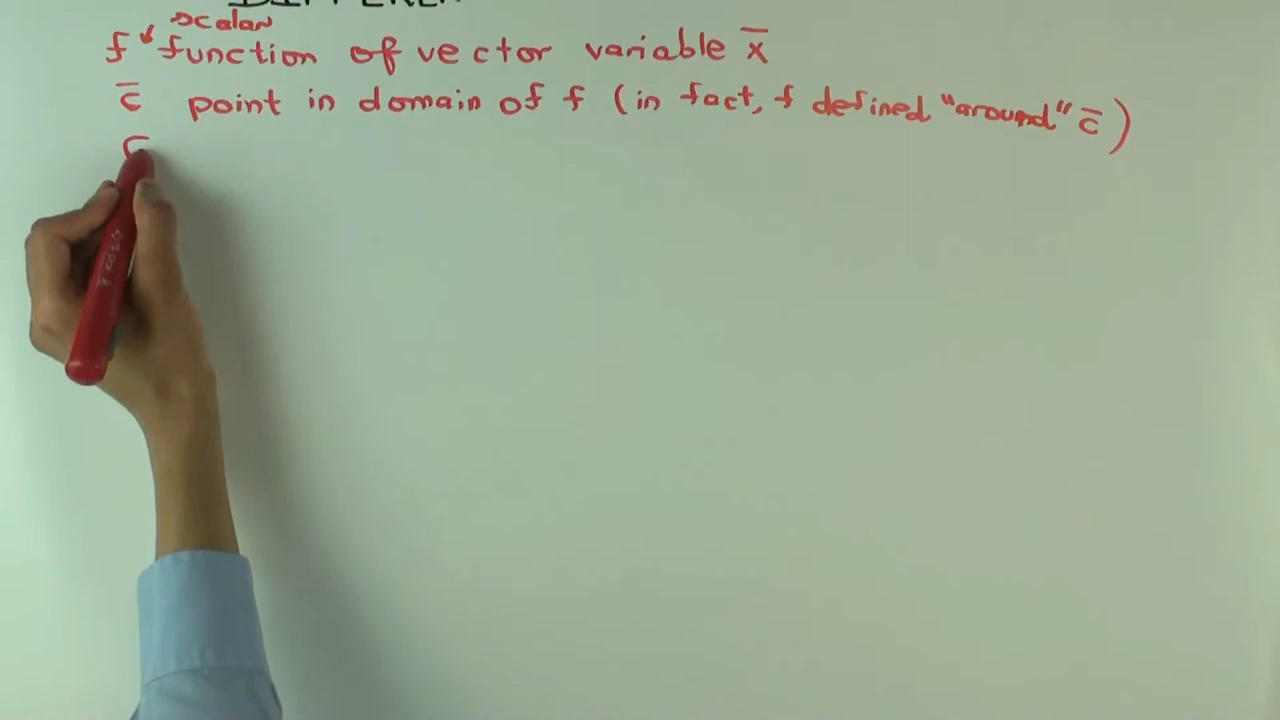 scalar
f function of vector variable x̄
c̄ point in domain of f (in fact, f defined "around" c̄)